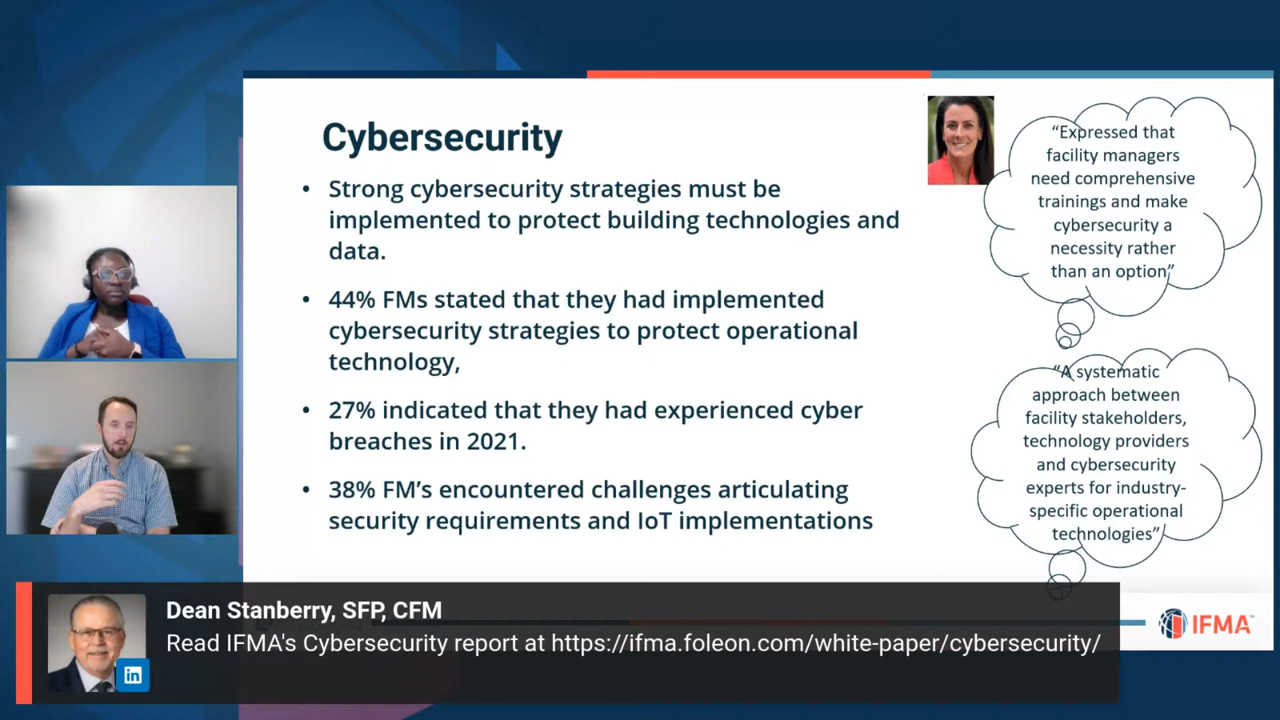 Cybersecurity
• Strong cybersecurity strategies must be
implemented to protect building technologies and
data.
• 44% FMs stated that they had implemented
cybersecurity strategies to protect operational
technology,
• 27% indicated that they had experienced cyber
breaches in 2021.
• 38% FM’s encountered challenges articulating
security requirements and IoT implementations
“Expressed that
facility managers
need comprehensive
trainings and make
cybersecurity a
necessity rather
than an option”
“A systematic
approach between
facility stakeholders,
technology providers
and cybersecurity
experts for industry-
specific operational
technologies”
Dean Stanberry, SFP, CFM
Read IFMA's Cybersecurity report at https://ifma.foleon.com/white-paper/cybersecurity/
in
IFMA™